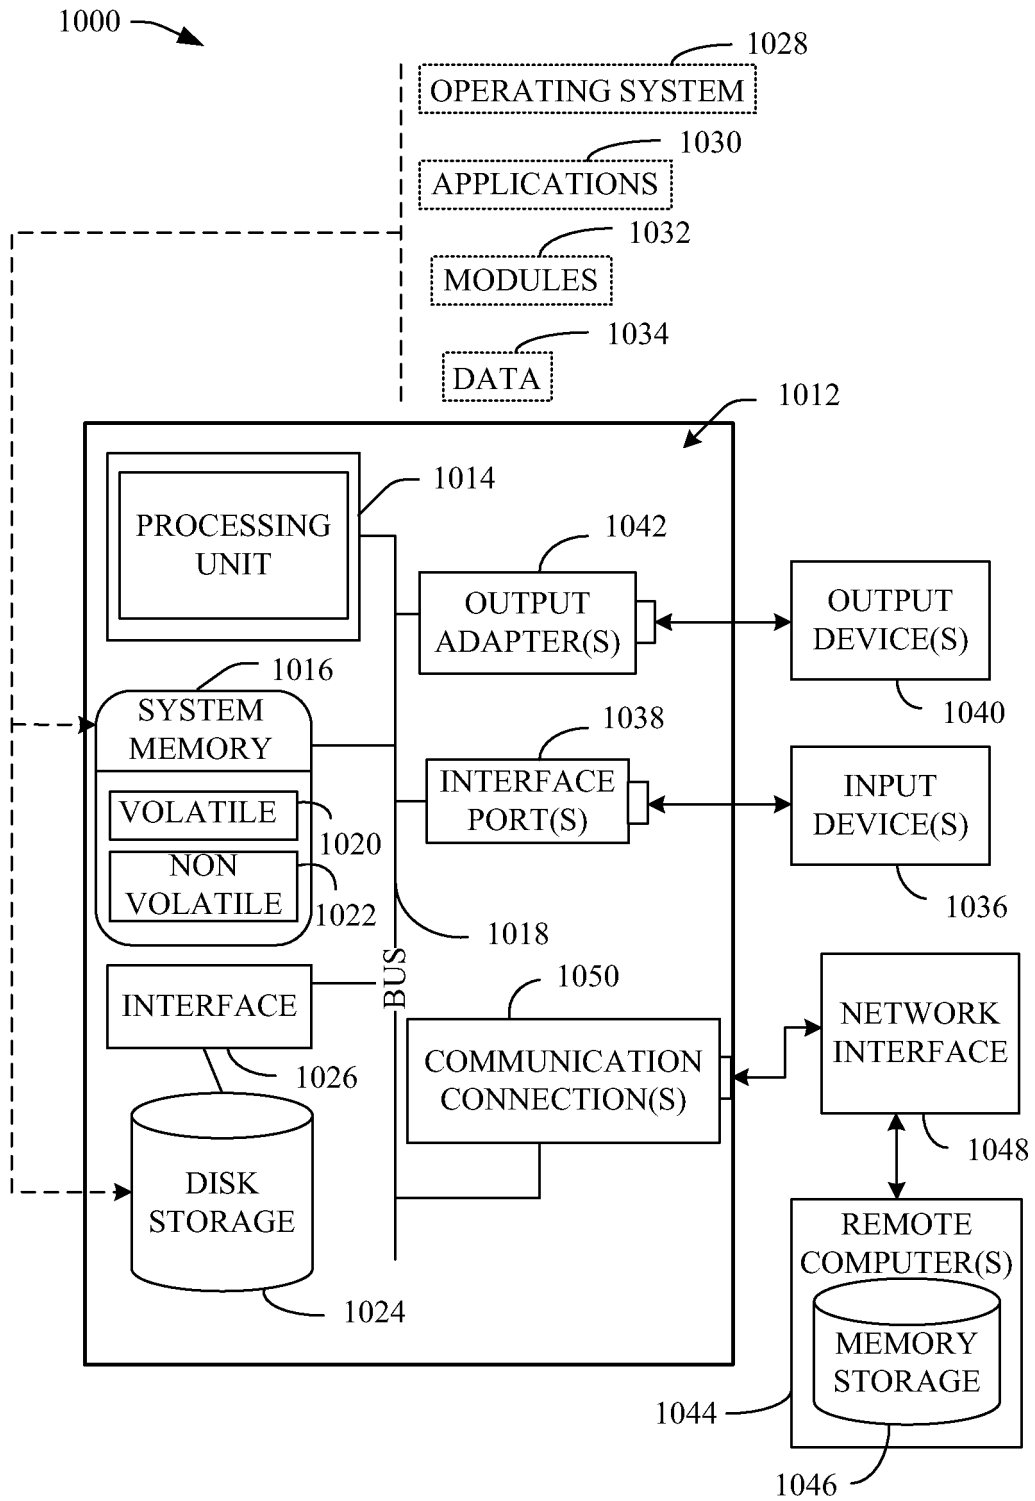 1000
1028
OPERATING SYSTEM
1030
APPLICATIONS
1032
MODULES
1034
DATA
1012
1014
PROCESSING
UNIT
1042
OUTPUT
ADAPTER(S)
OUTPUT
DEVICE(S)
1040
1016
SYSTEM
MEMORY
1038
INTERFACE
PORT(S)
INPUT
DEVICE(S)
1036
VOLATILE
1020
NON
VOLATILE
1022
1018
BUS
INTERFACE
1026
1050
COMMUNICATION
CONNECTION(S)
NETWORK
INTERFACE
1048
DISK
STORAGE
1024
REMOTE
COMPUTER(S)
MEMORY
STORAGE
1044
1046